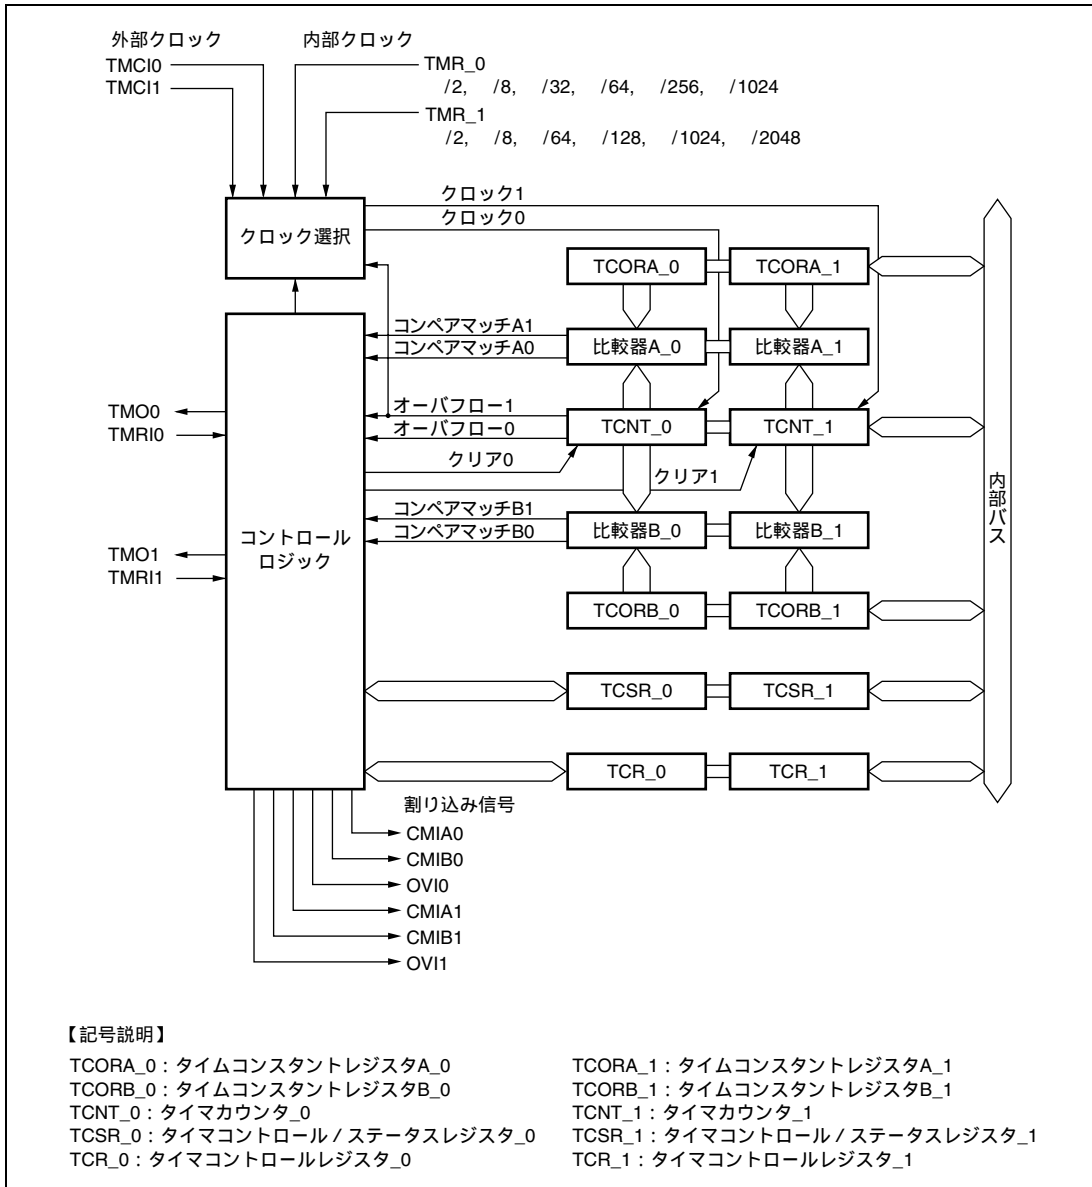 外部クロック 内部クロック
TMCI0 TMR_0
TMCI1 /2, /8, /32, /64, /256, /1024
TMR_1
/2, /8, /64, /128, /1024, /2048
クロック1
クロック0
クロック選択
TCORA_0 TCORA_1
コンペアマッチA1
コンペアマッチA0
比較器A_0 比較器A_1
TMO0
TMRI0
オーバフロー1
オーバフロー0
TCNT_0 TCNT_1
クリア0
クリア1
内部バス
コンペアマッチB1
コンペアマッチB0
比較器B_0 比較器B_1
コントロール
ロジック
TMO1
TMRI1
TCORB_0 TCORB_1
TCSR_0 TCSR_1
TCR_0 TCR_1
割り込み信号
CMIA0
CMIB0
OVI0
CMIA1
CMIB1
OVI1
【記号説明】
TCORA_0:タイムコンスタントレジスタA_0 TCORA_1:タイムコンスタントレジスタA_1
TCORB_0:タイムコンスタントレジスタB_0 TCORB_1:タイムコンスタントレジスタB_1
TCNT_0:タイマカウンタ_0 TCNT_1:タイマカウンタ_1
TCSR_0:タイマコントロール / ステータスレジスタ_0 TCSR_1:タイマコントロール / ステータスレジスタ_1
TCR_0:タイマコントロールレジスタ_0 TCR_1:タイマコントロールレジスタ_1